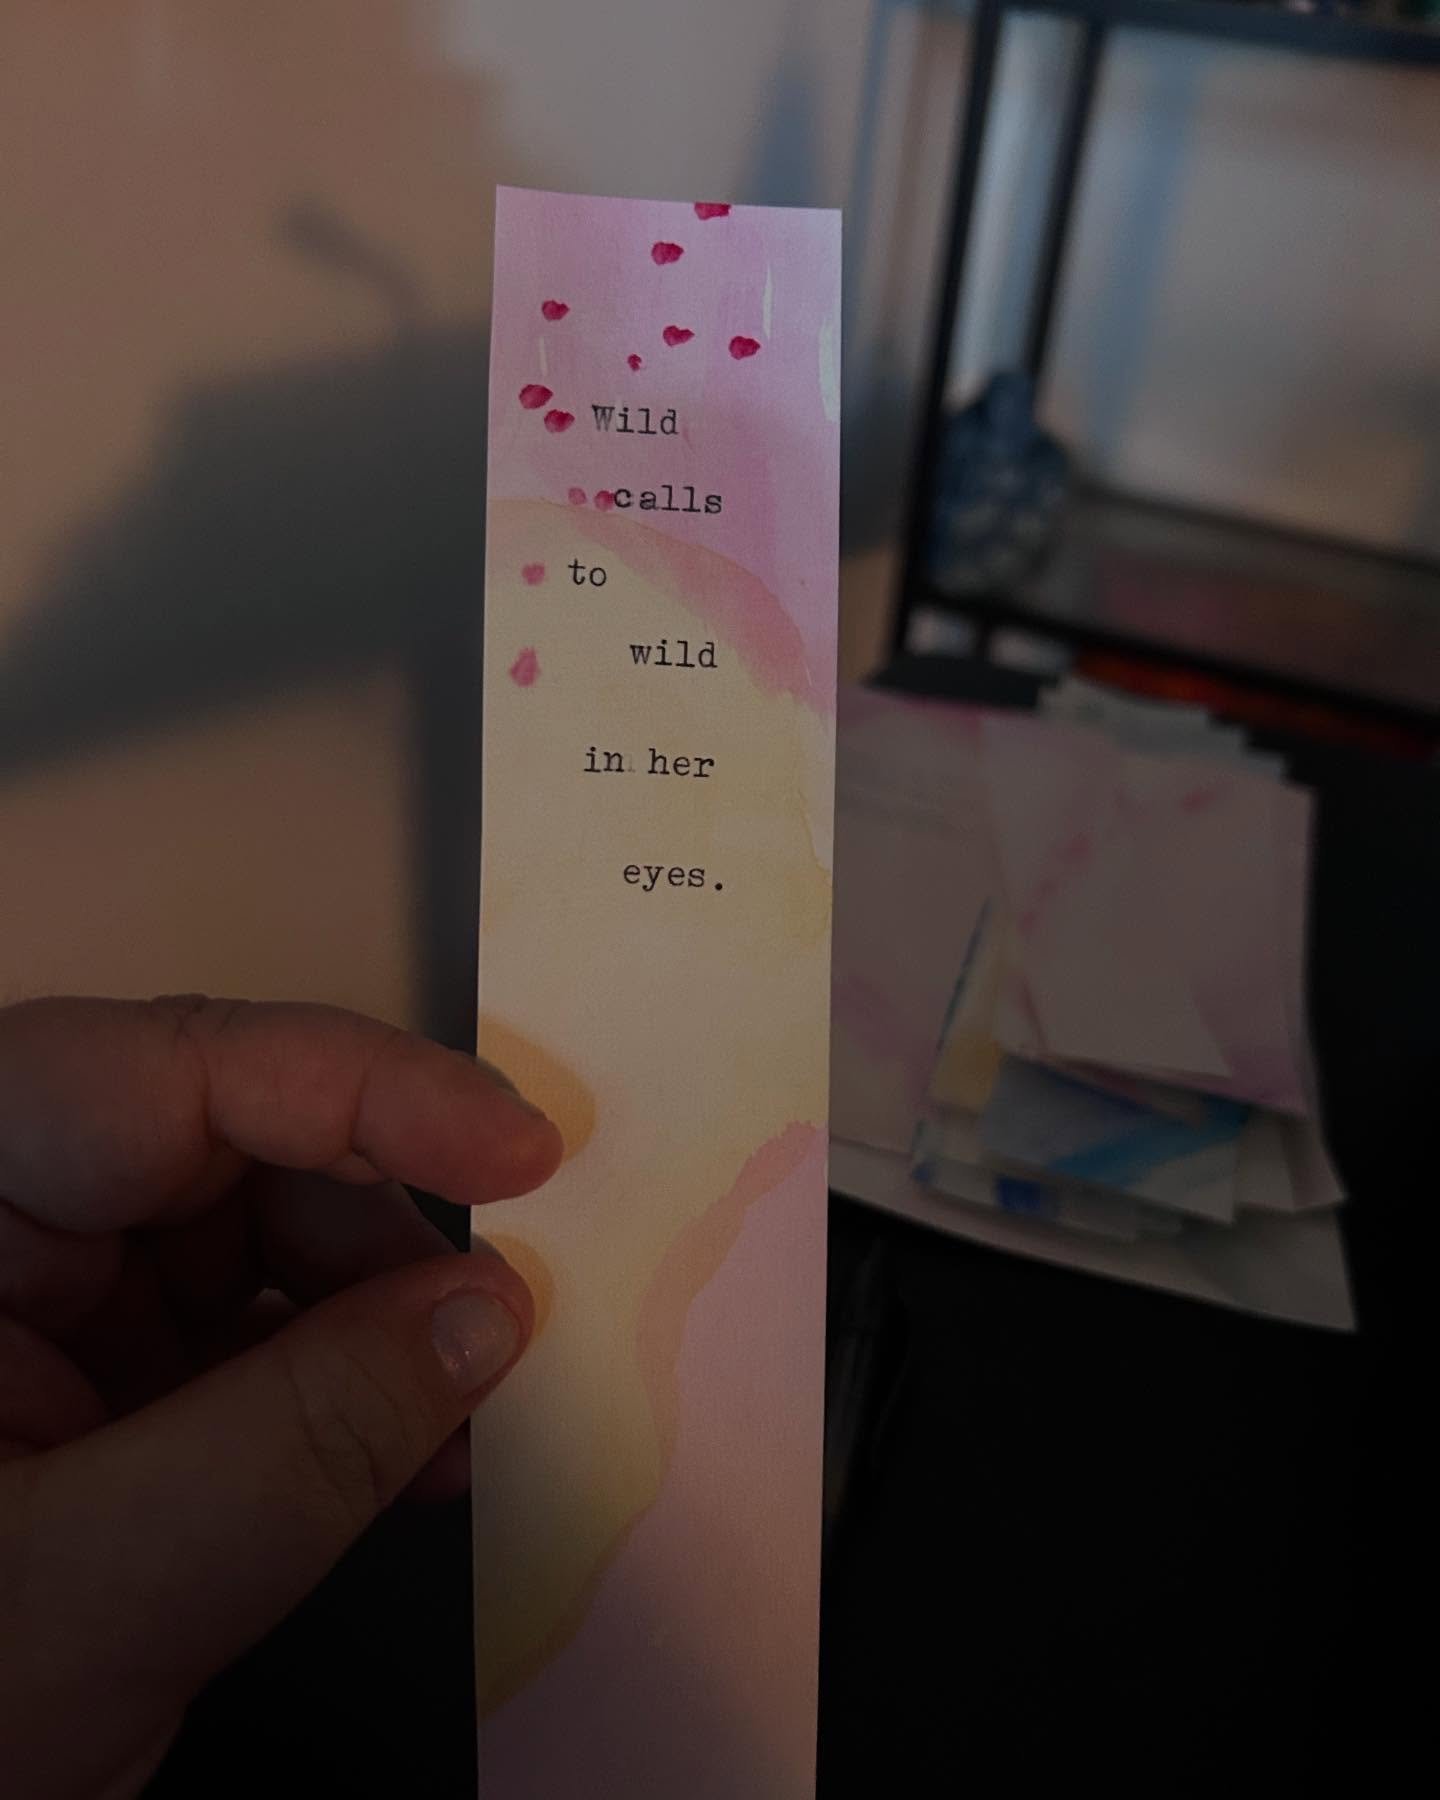 Wild
calls
to
wild
in her
eyes.